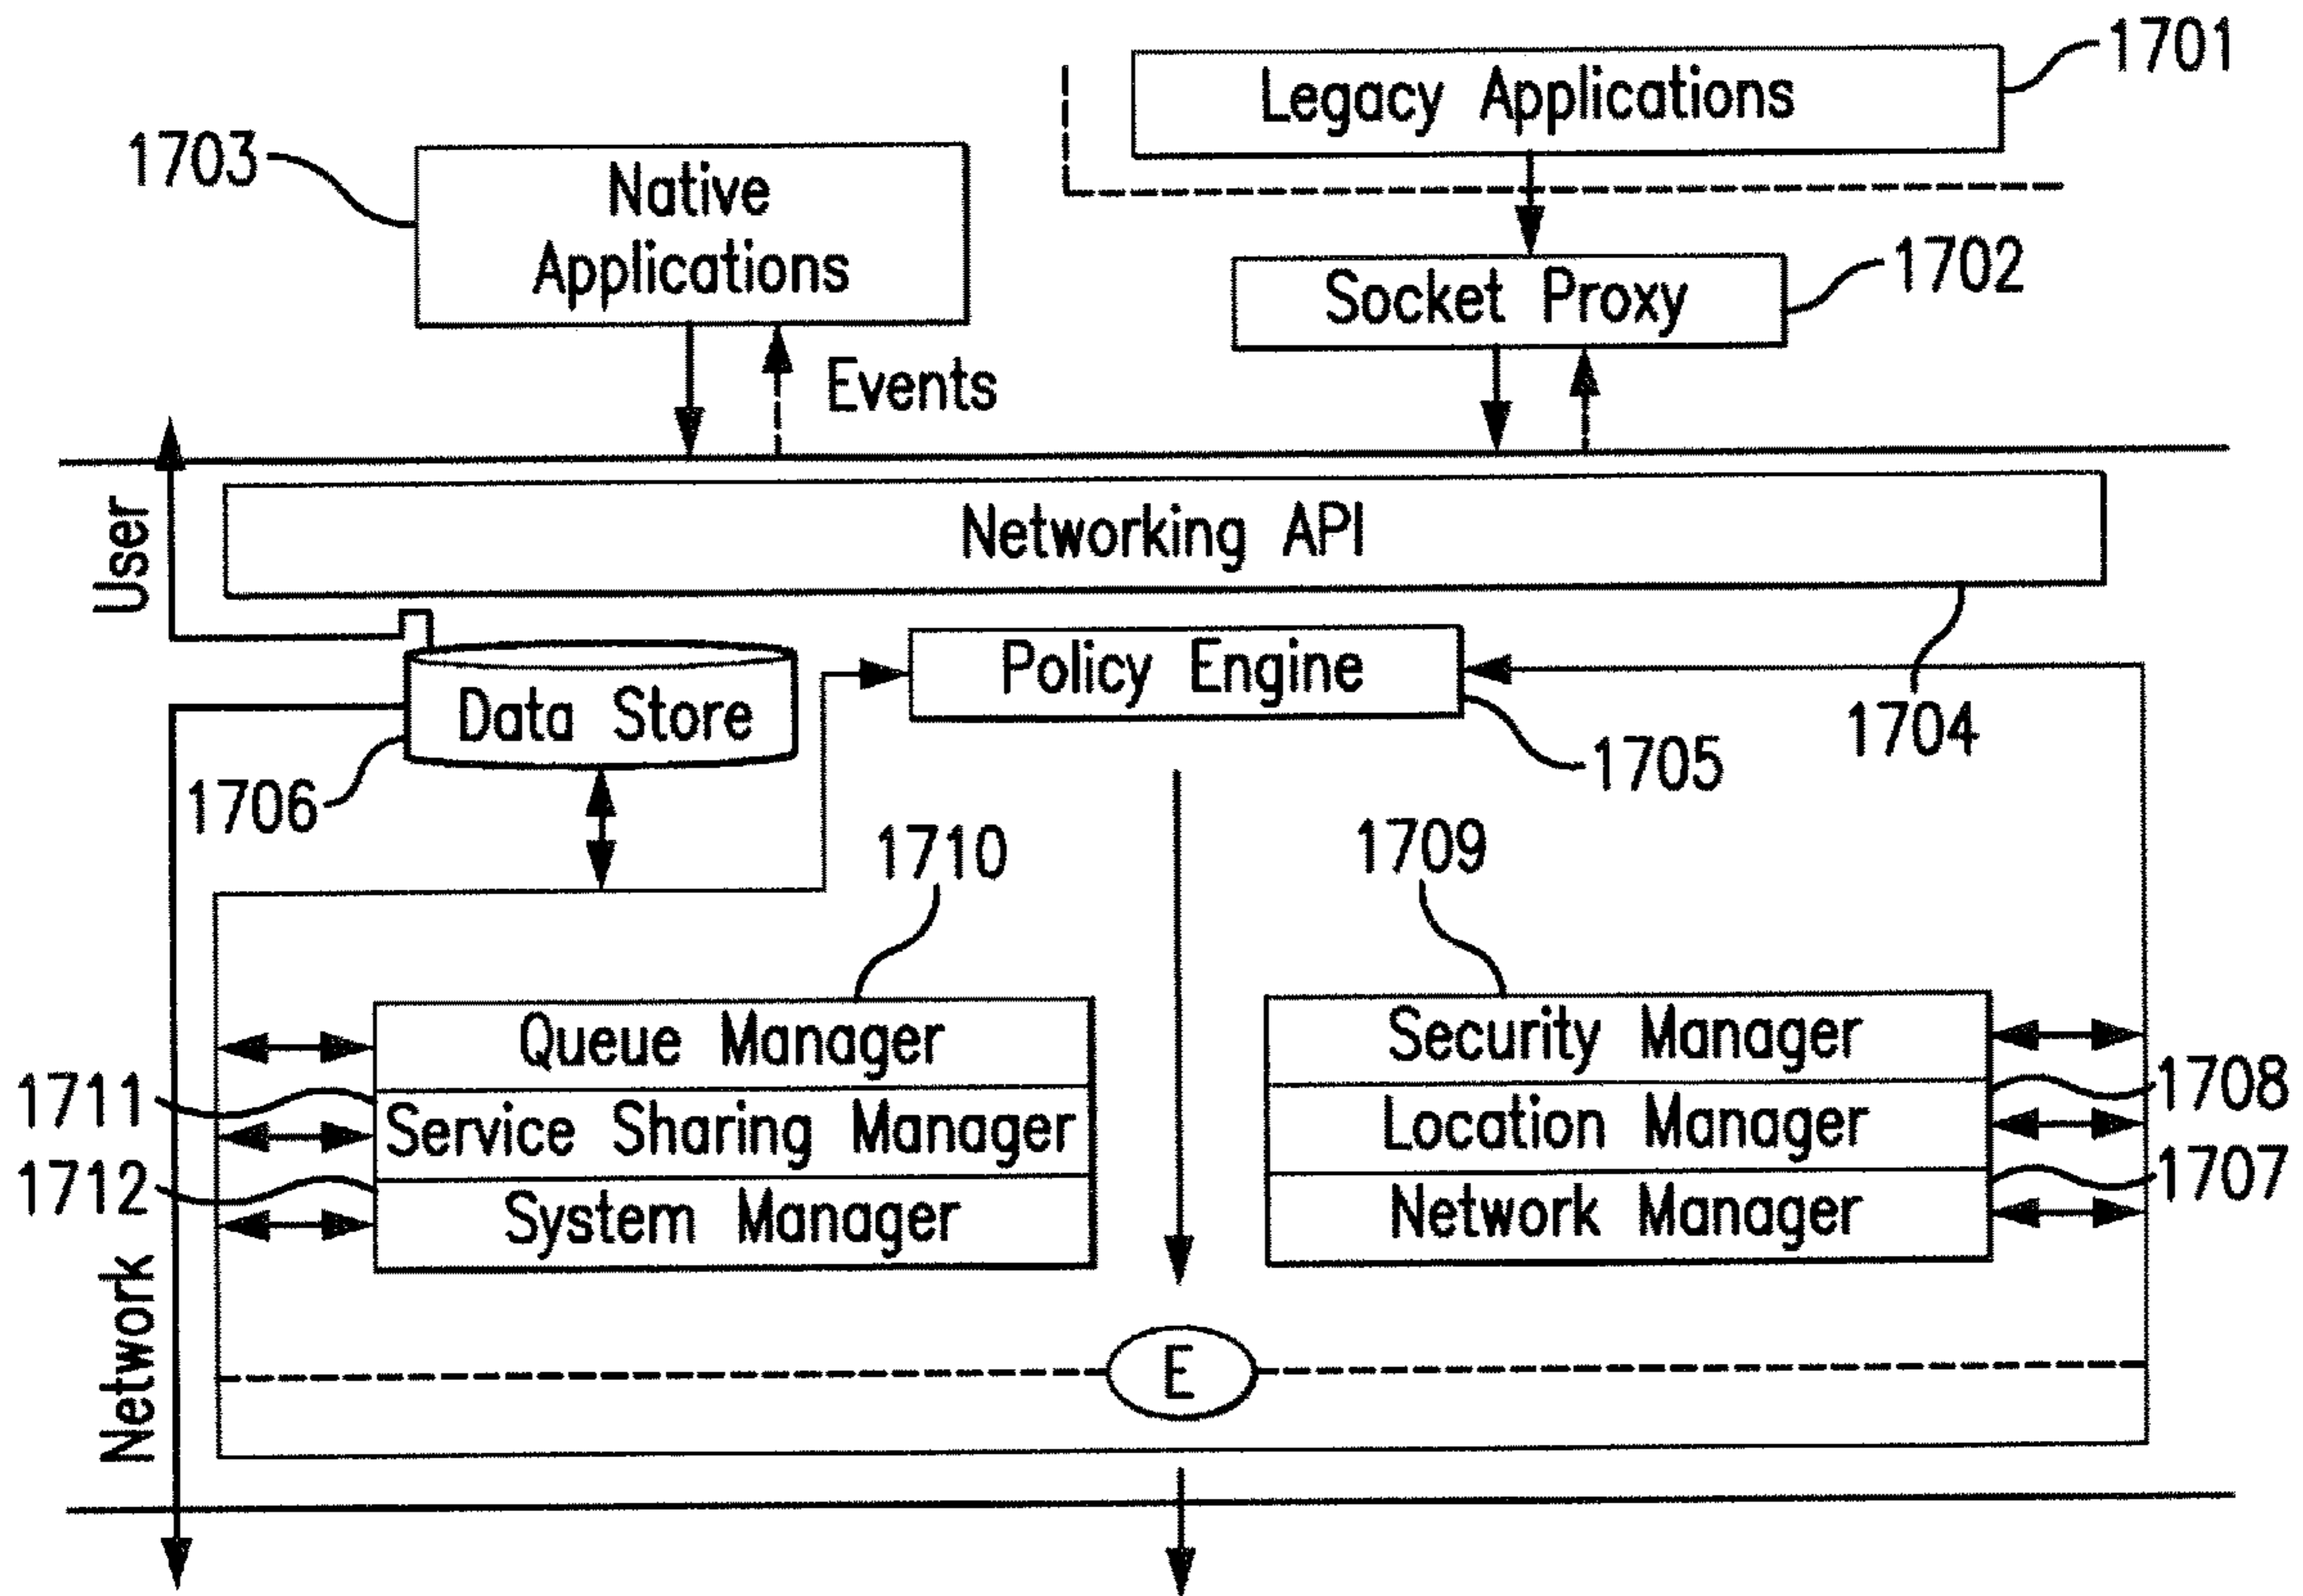 Legacy Applications
1701
1703
Native
Applications
Socket Proxy
1702
Events
User
Networking API
1704
Data Store
1706
Policy Engine
1705
1710
1709
Queue Manager
Security Manager
1711
1708
Service Sharing Manager
Location Manager
1712
1707
System Manager
Network Manager
Network
E